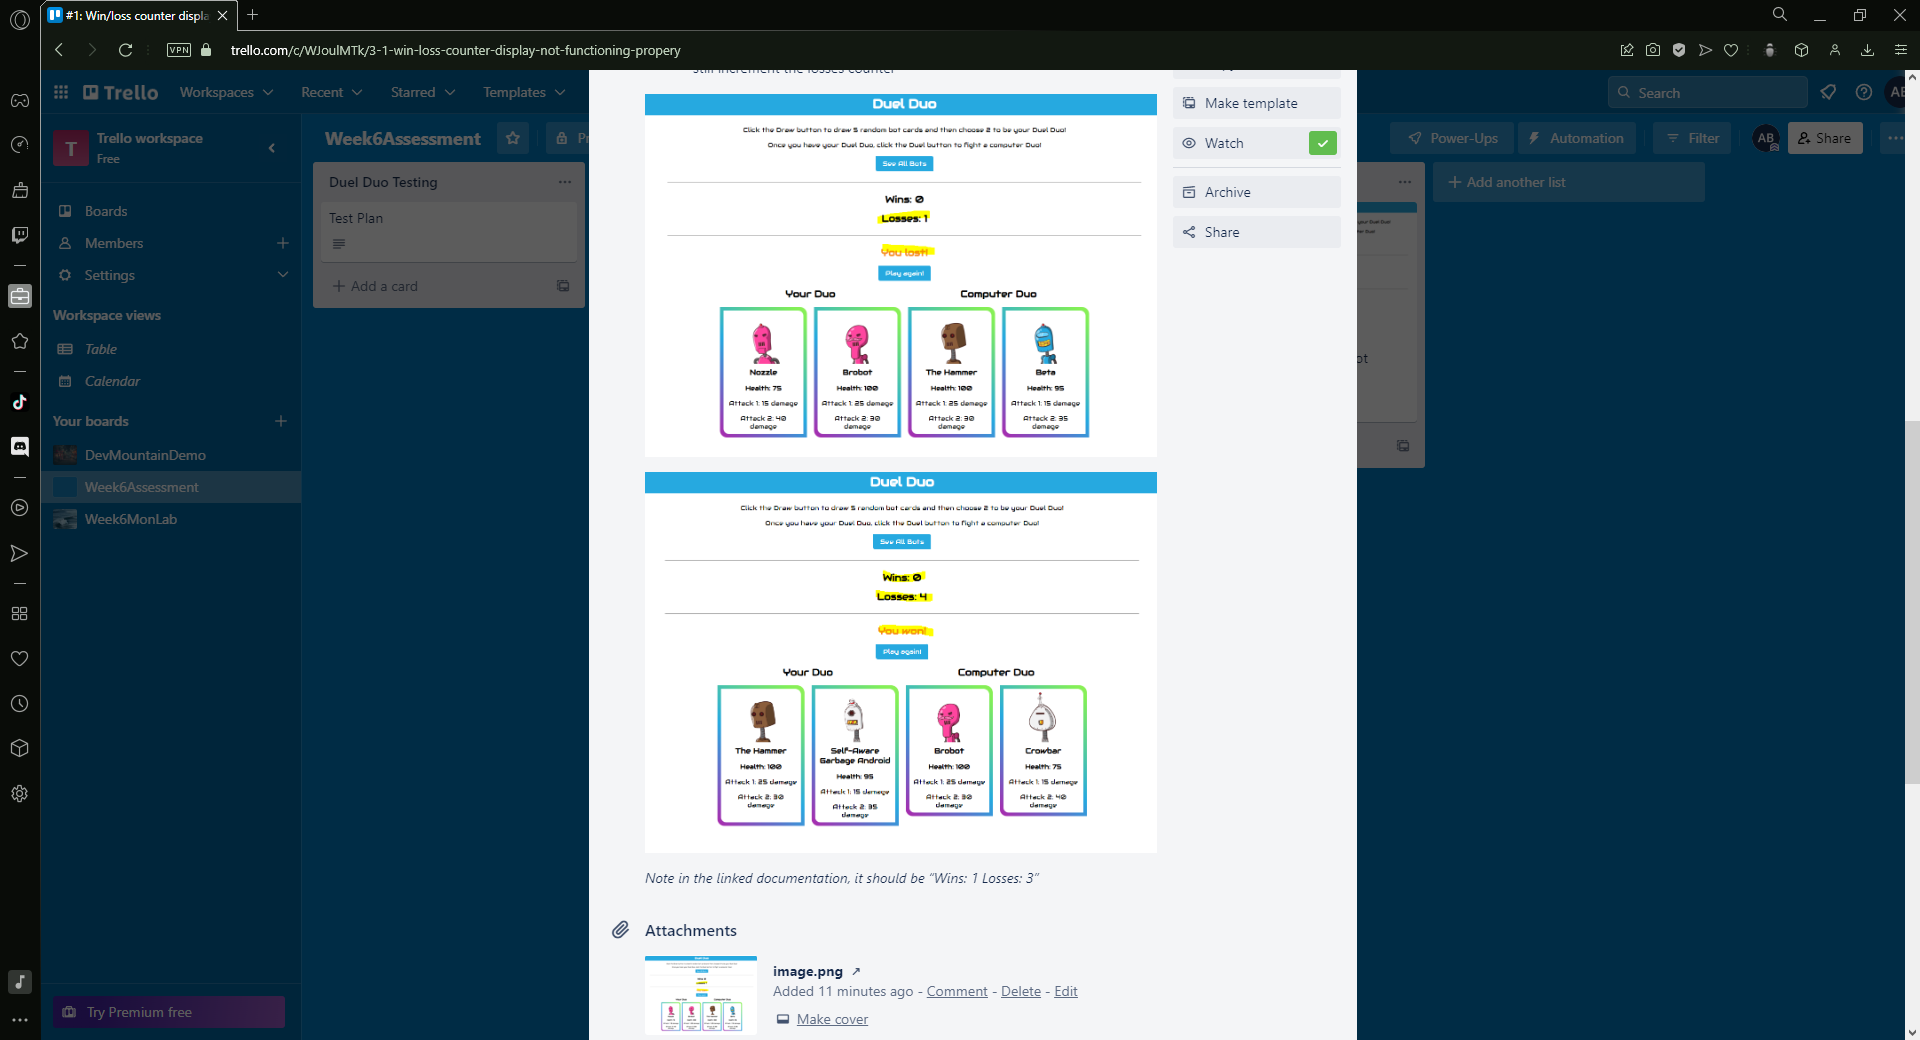 #1: Win/loss counter displa
VPN
trello.com/c/WJoulMTk/3-1-win-loss-counter-display-not-functioning-propery
Trello
Workspaces
Recent
Starred
Templates
Search
T
Trello workspace
Free
Boards
Members
Settings
Workspace views
Table
Calendar
Your boards
DevMountainDemo
Week6Assessment
Week6MonLab
Try Premium free
Week6Assessment
Power-Ups
Automation
Filter
AB
Share
Duel Duo Testing
Test Plan
+ Add a card
+ Add another list
still increment the losses counter
Duel Duo
Click the Draw button to draw 5 random bot cards and then choose 2 to be your Duel Duo!
Once you have your Duel Duo, click the Duel button to fight a computer Duo!
See All Bots
Wins: 0
Losses: 1
You lost!
Play again!
Your Duo
Computer Duo
Nozzle
Health: 75
Attack 1: 15 damage
Attack 2: 40
damage
Brobot
Health: 100
Attack 1: 25 damage
Attack 2: 30
damage
The Hammer
Health: 100
Attack 1: 25 damage
Attack 2: 30
damage
Beta
Health: 95
Attack 1: 15 damage
Attack 2: 35
damage
Duel Duo
Click the Draw button to draw 5 random bot cards and then choose 2 to be your Duel Duo!
Once you have your Duel Duo, click the Duel button to fight a computer Duo!
See All Bots
Wins: 0
Losses: 4
You won!
Play again!
Your Duo
Computer Duo
The Hammer
Health: 100
Attack 1: 25 damage
Attack 2: 30
damage
Self-Aware
Garbage Android
Health: 95
Attack 1: 15 damage
Attack 2: 35
damage
Brobot
Health: 100
Attack 1: 25 damage
Attack 2: 30
damage
Crowbar
Health: 75
Attack 1: 15 damage
Attack 2: 40
damage
Note in the linked documentation, it should be “Wins: 1 Losses: 3”
Attachments
image.png
Added 11 minutes ago - Comment - Delete - Edit
Make cover
Make template
Watch
Archive
Share